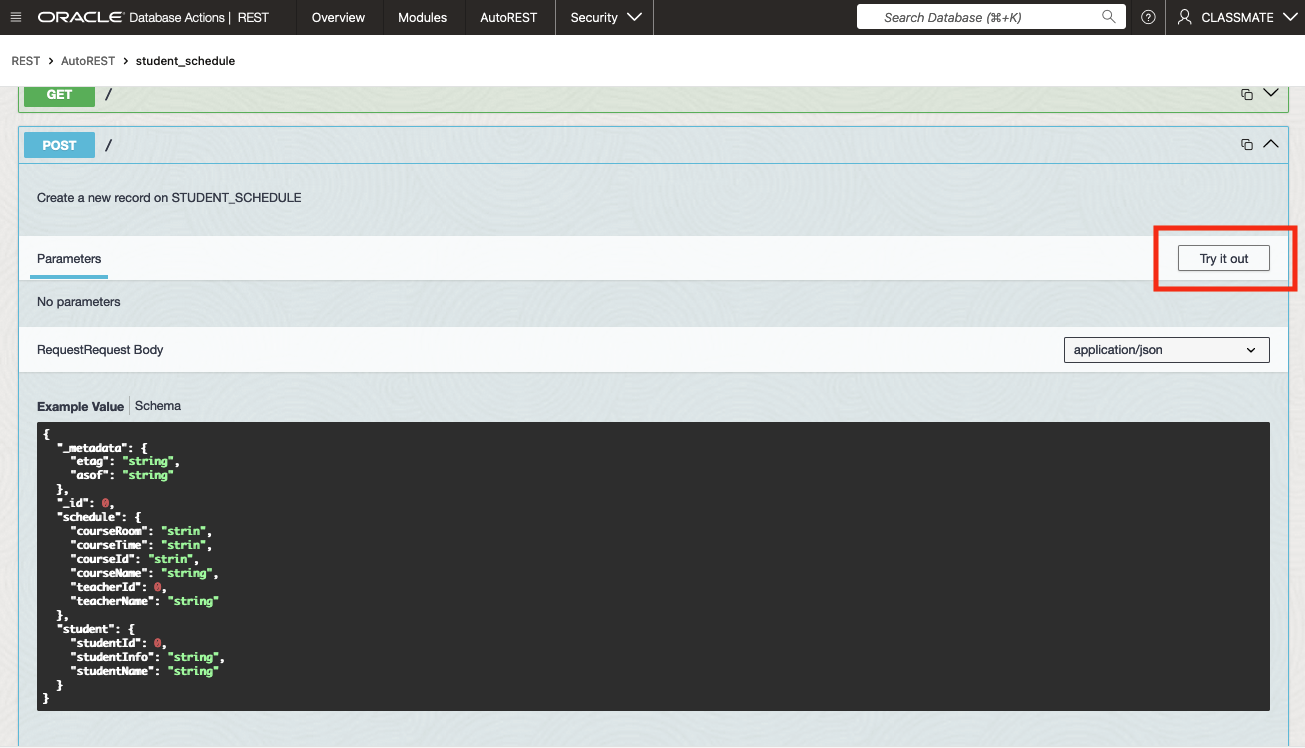 ORACLE Database Actions | REST Overview Modules AutoREST Security Search Database (⌘+K) ? CLASSMATE
REST > AutoREST > student_schedule
GET /
POST /
Create a new record on STUDENT_SCHEDULE
Parameters Try it out
No parameters
RequestRequest Body application/json
Example Value Schema
{
"_metadata": {
"etag": "string",
"asof": "string"
},
"_id": 0,
"schedule": {
"courseRoom": "strin",
"courseTime": "strin",
"courseId": "strin",
"courseName": "string",
"teacherId": 0,
"teacherName": "string"
},
"student": {
"studentId": 0,
"studentInfo": "string",
"studentName": "string"
}
}